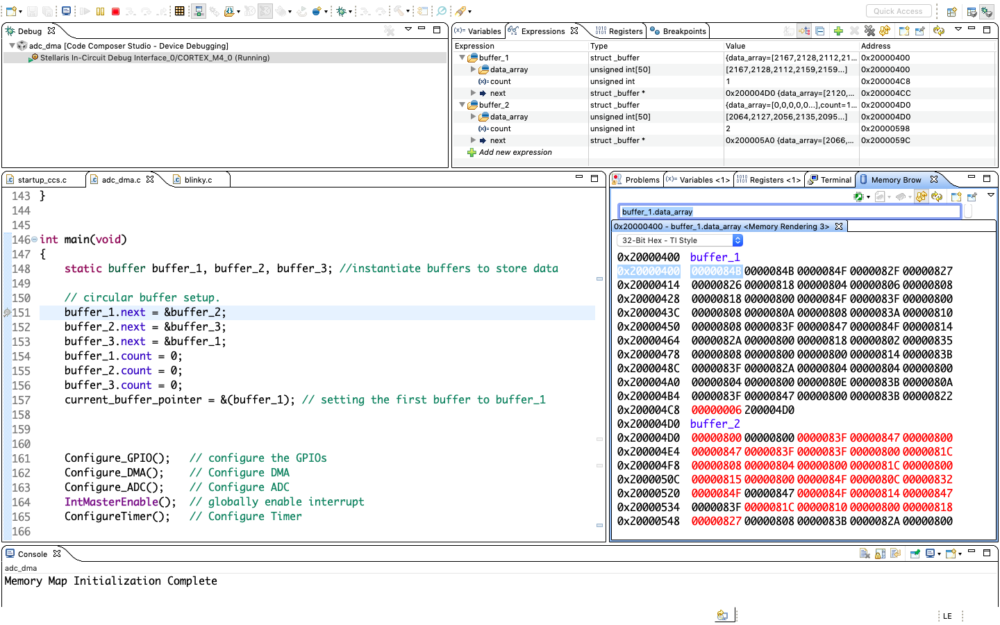 Quick Access
Debug
adc_dma [Code Composer Studio - Device Debugging]
Stellaris In-Circuit Debug Interface_0/CORTEX_M4_0 (Running)
(x)= Variables
Expressions
1010 0101 Registers
Breakpoints
Expression Type Value Address
buffer_1 struct _buffer {data_array=[2167,2128,2112,21... 0x20000400
data_array unsigned int[50] [2167,2128,2112,2159,2159...] 0x20000400
(x)= count unsigned int 1 0x200004C8
next struct _buffer * 0x200004D0 {data_array=[2120,... 0x200004CC
buffer_2 struct _buffer {data_array=[0,0,0,0,0...],count=1... 0x200004D0
data_array unsigned int[50] [2064,2127,2056,2135,2095...] 0x200004D0
(x)= count unsigned int 2 0x20000598
next struct _buffer * 0x200005A0 {data_array=[2066,... 0x2000059C
Add new expression
startup_ccs.c
adc_dma.c
blinky.c
143 }
144
145
146 int main(void)
147 {
148 static buffer buffer_1, buffer_2, buffer_3; //instantiate buffers to store data
149
150 // circular buffer setup.
151 buffer_1.next = &buffer_2;
152 buffer_2.next = &buffer_3;
153 buffer_3.next = &buffer_1;
154 buffer_1.count = 0;
155 buffer_2.count = 0;
156 buffer_3.count = 0;
157 current_buffer_pointer = &(buffer_1); // setting the first buffer to buffer_1
158
159
160
161 Configure_GPIO(); // configure the GPIOs
162 Configure_DMA(); // Configure DMA
163 Configure_ADC(); // Configure ADC
164 IntMasterEnable(); // globally enable interrupt
165 ConfigureTimer(); // Configure Timer
166
Problems
(x)= Variables <1>
1010 0101 Registers <1>
Terminal
Memory Brow
buffer_1.data_array
0x20000400 - buffer_1.data_array <Memory Rendering 3>
32-Bit Hex - TI Style
0x20000400 buffer_1
0x20000400 0000084B 0000084B 0000084F 0000082F 00000827
0x20000414 00000826 00000818 00000804 00000806 00000808
0x20000428 00000818 00000800 0000084F 0000083F 00000800
0x2000043C 00000808 0000080A 00000808 0000083A 00000810
0x20000450 00000808 0000083F 00000847 0000084F 00000814
0x20000464 0000082A 00000800 00000818 00000802 00000835
0x20000478 00000808 00000800 00000800 00000814 0000083B
0x2000048C 0000083F 0000082A 00000804 00000804 00000800
0x200004A0 00000804 00000800 0000080E 0000083B 0000080A
0x200004B4 0000083F 00000847 00000800 0000083B 00000822
0x200004C8 00000006 200004D0
0x200004D0 buffer_2
0x200004D0 00000800 00000800 0000083F 00000847 00000800
0x200004E4 00000847 0000083F 0000083F 00000800 0000081C
0x200004F8 00000808 00000804 00000800 0000081C 00000800
0x2000050C 00000815 00000800 0000084F 0000080C 00000832
0x20000520 0000084F 00000847 0000084F 00000814 00000847
0x20000534 0000083F 0000081C 00000810 00000800 00000818
0x20000548 00000827 00000808 0000083B 0000082A 00000800
Console
adc_dma
Memory Map Initialization Complete
LE